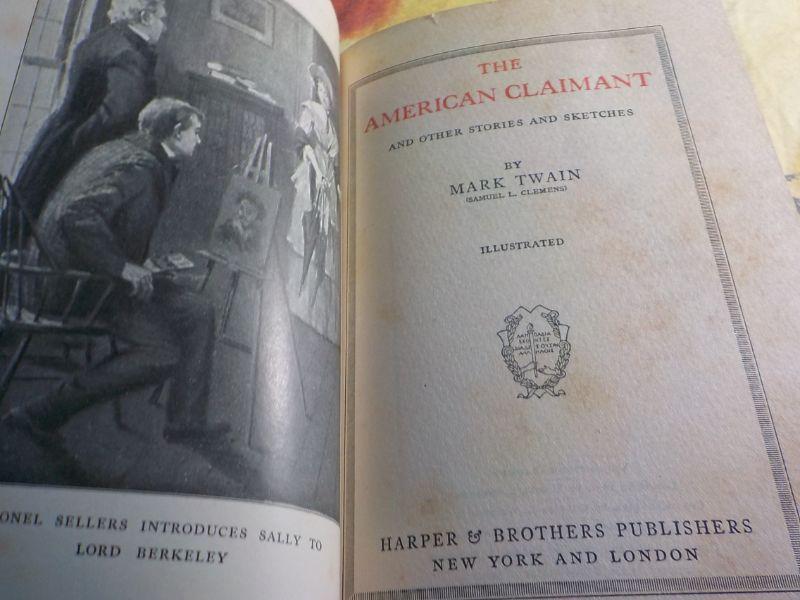 ONEL SELLERS INTRODUCES SALLY TO
LORD BERKELEY
THE
AMERICAN CLAIMANT
AND OTHER STORIES AND SKETCHES
BY
MARK TWAIN
(SAMUEL L. CLEMENS)
ILLUSTRATED
HARPER & BROTHERS PUBLISHERS
NEW YORK AND LONDON